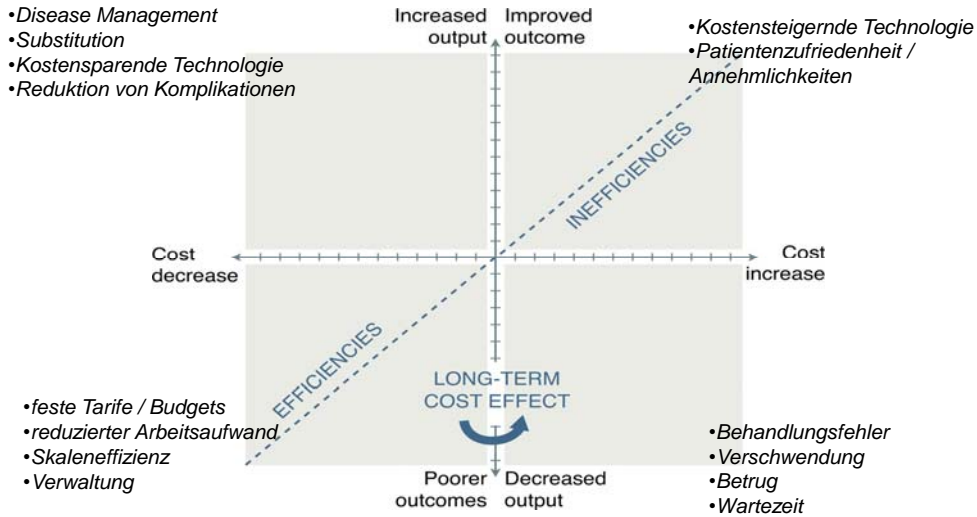 •Disease Management
•Substitution
•Kostensparende Technologie
•Reduktion von Komplikationen
Increased
output
Improved
outcome
•Kostensteigernde Technologie
•Patientenzufriedenheit /
Annehmlichkeiten
INEFFICIENCIES
Cost
decrease
Cost
increase
EFFICIENCIES
LONG-TERM
COST EFFECT
•feste Tarife / Budgets
•reduzierter Arbeitsaufwand
•Skaleneffizienz
•Verwaltung
Poorer
outcomes
Decreased
output
•Behandlungsfehler
•Verschwendung
•Betrug
•Wartezeit